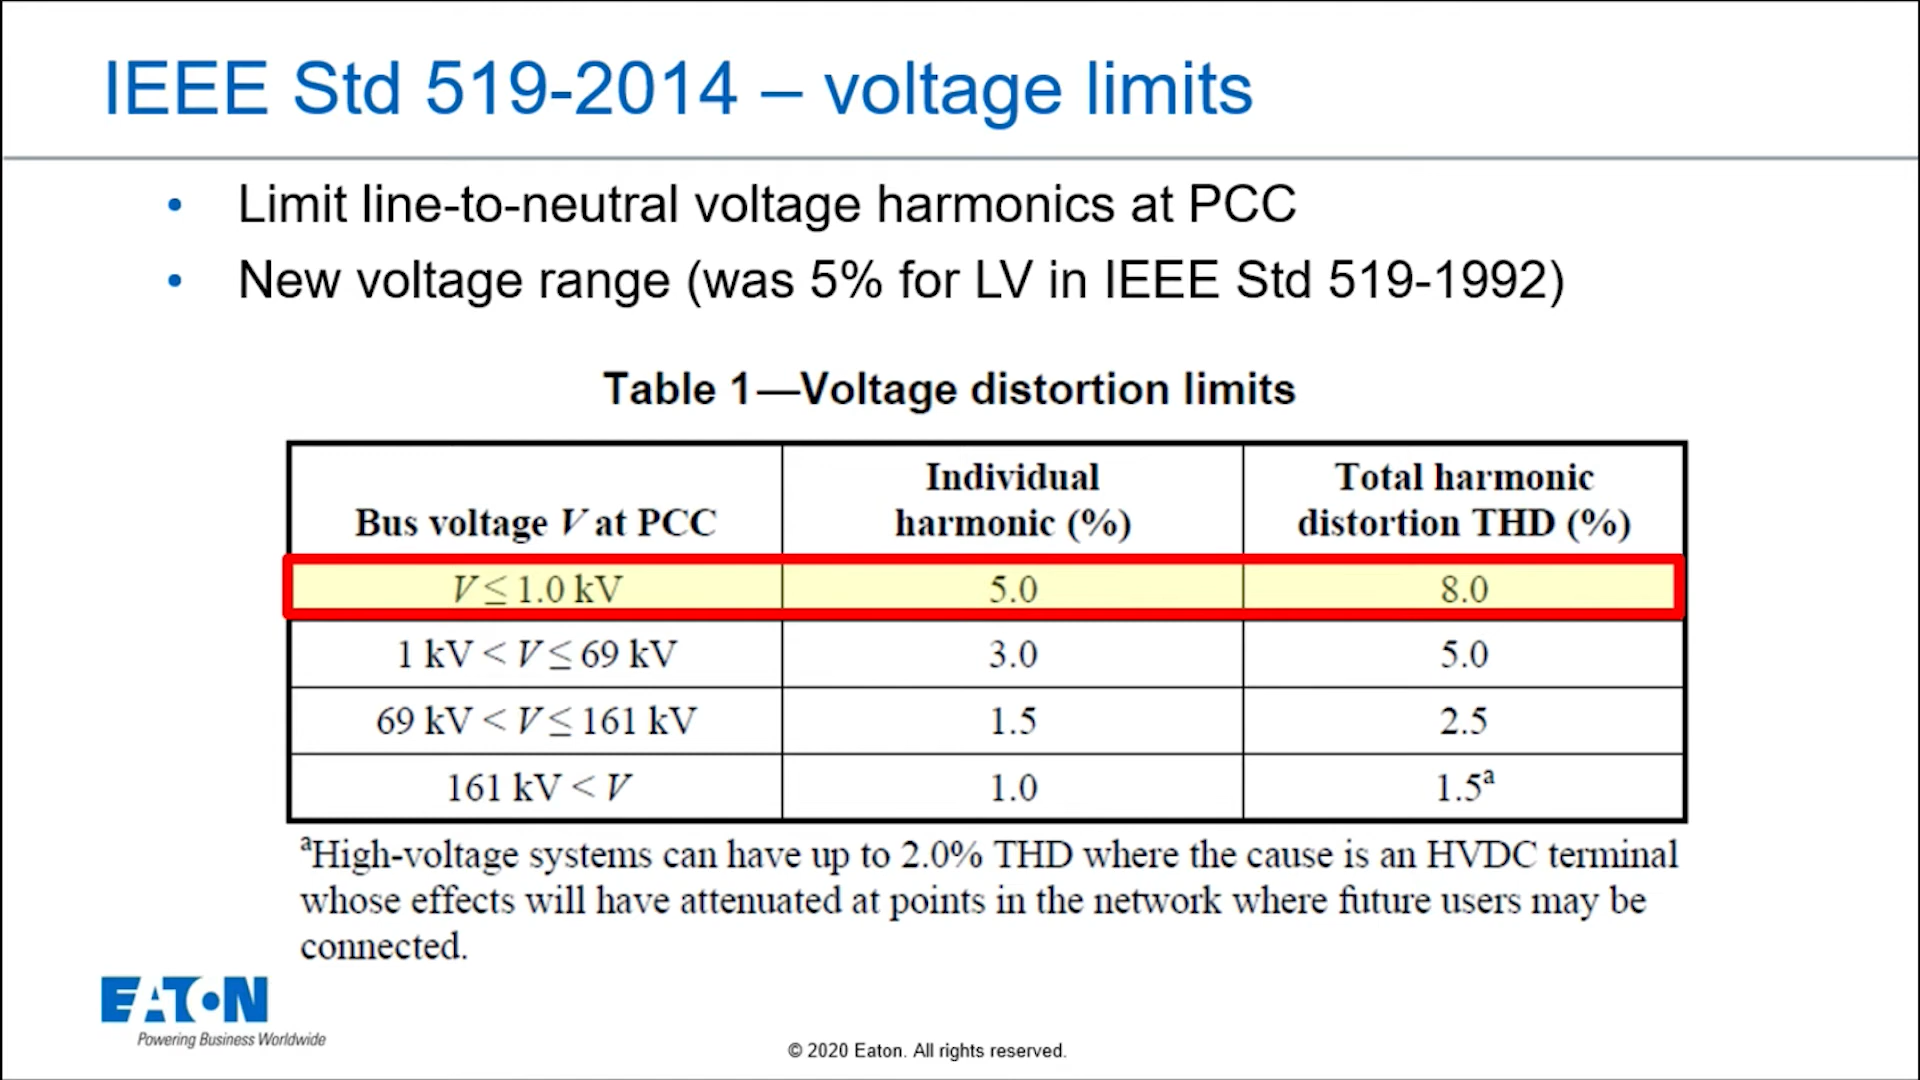 IEEE Std 519-2014 – voltage limits
• Limit line-to-neutral voltage harmonics at PCC
• New voltage range (was 5% for LV in IEEE Std 519-1992)
Table 1—Voltage distortion limits
Bus voltage V at PCC
Individual
harmonic (%)
Total harmonic
distortion THD (%)
V ≤ 1.0 kV 5.0 8.0
1 kV < V ≤ 69 kV 3.0 5.0
69 kV < V ≤ 161 kV 1.5 2.5
161 kV < V 1.0 1.5ᵃ
ᵃHigh-voltage systems can have up to 2.0% THD where the cause is an HVDC terminal
whose effects will have attenuated at points in the network where future users may be
connected.
EATON
Powering Business Worldwide
© 2020 Eaton. All rights reserved.